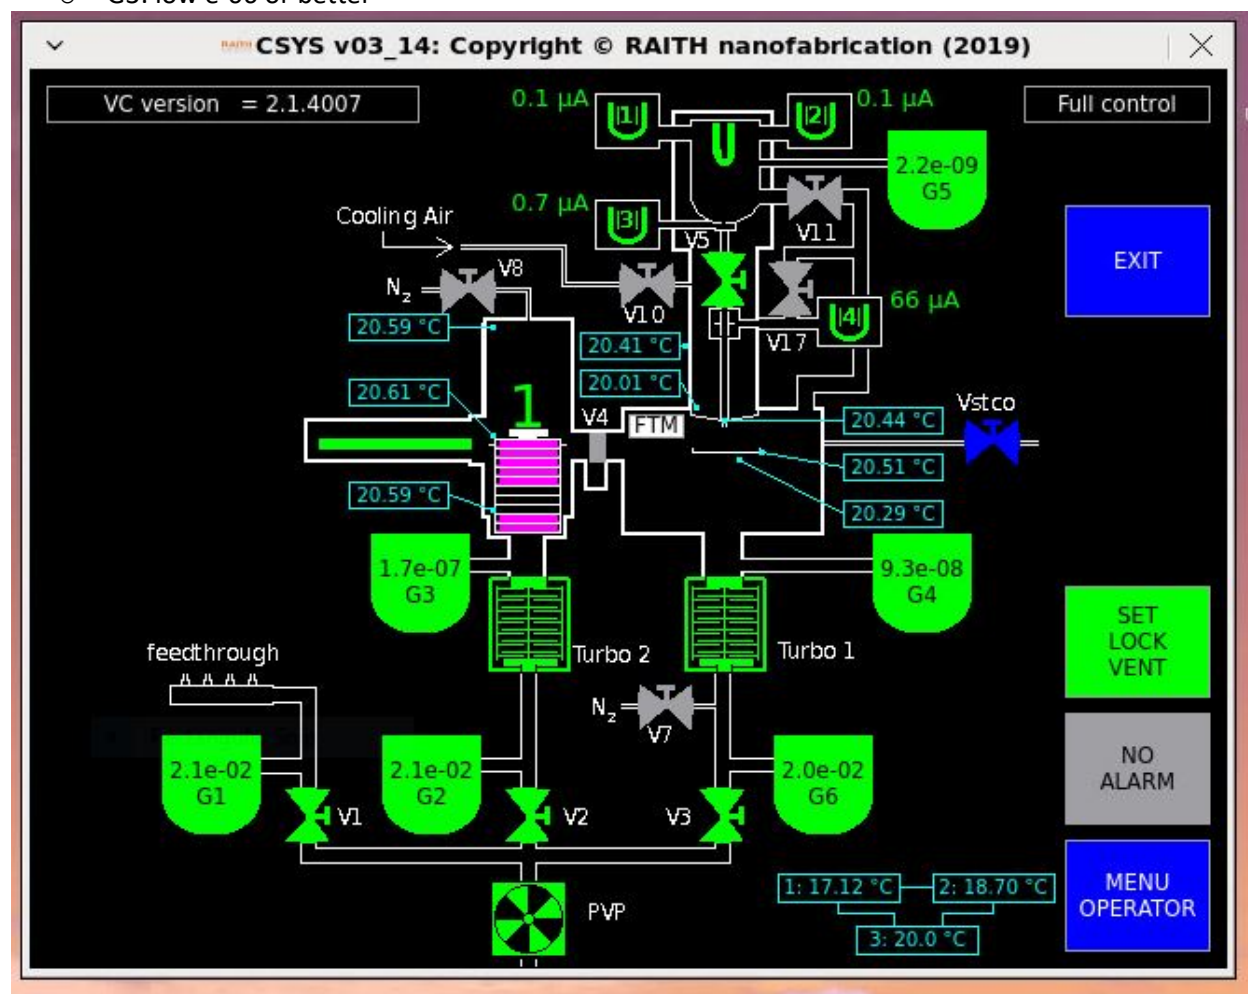 RAITH CSYS v03_14: Copyright © RAITH nanofabrication (2019)
VC version = 2.1.4007
0.1 µA
|1|
|2|
0.1 µA
Full control
2.2e-09
G5
Cooling Air
0.7 µA
|3|
V5
V11
EXIT
N2
V8
V10
V17
|4|
66 µA
20.59 °C
20.41 °C
20.61 °C
20.01 °C
1
V4
FTM
20.44 °C
Vstco
20.51 °C
20.59 °C
20.29 °C
1.7e-07
G3
9.3e-08
G4
Turbo 2
Turbo 1
SET
LOCK
VENT
feedthrough
N2
V7
2.1e-02
G1
2.1e-02
G2
2.0e-02
G6
NO
ALARM
V1
V2
V3
PVP
1: 17.12 °C
2: 18.70 °C
3: 20.0 °C
MENU
OPERATOR